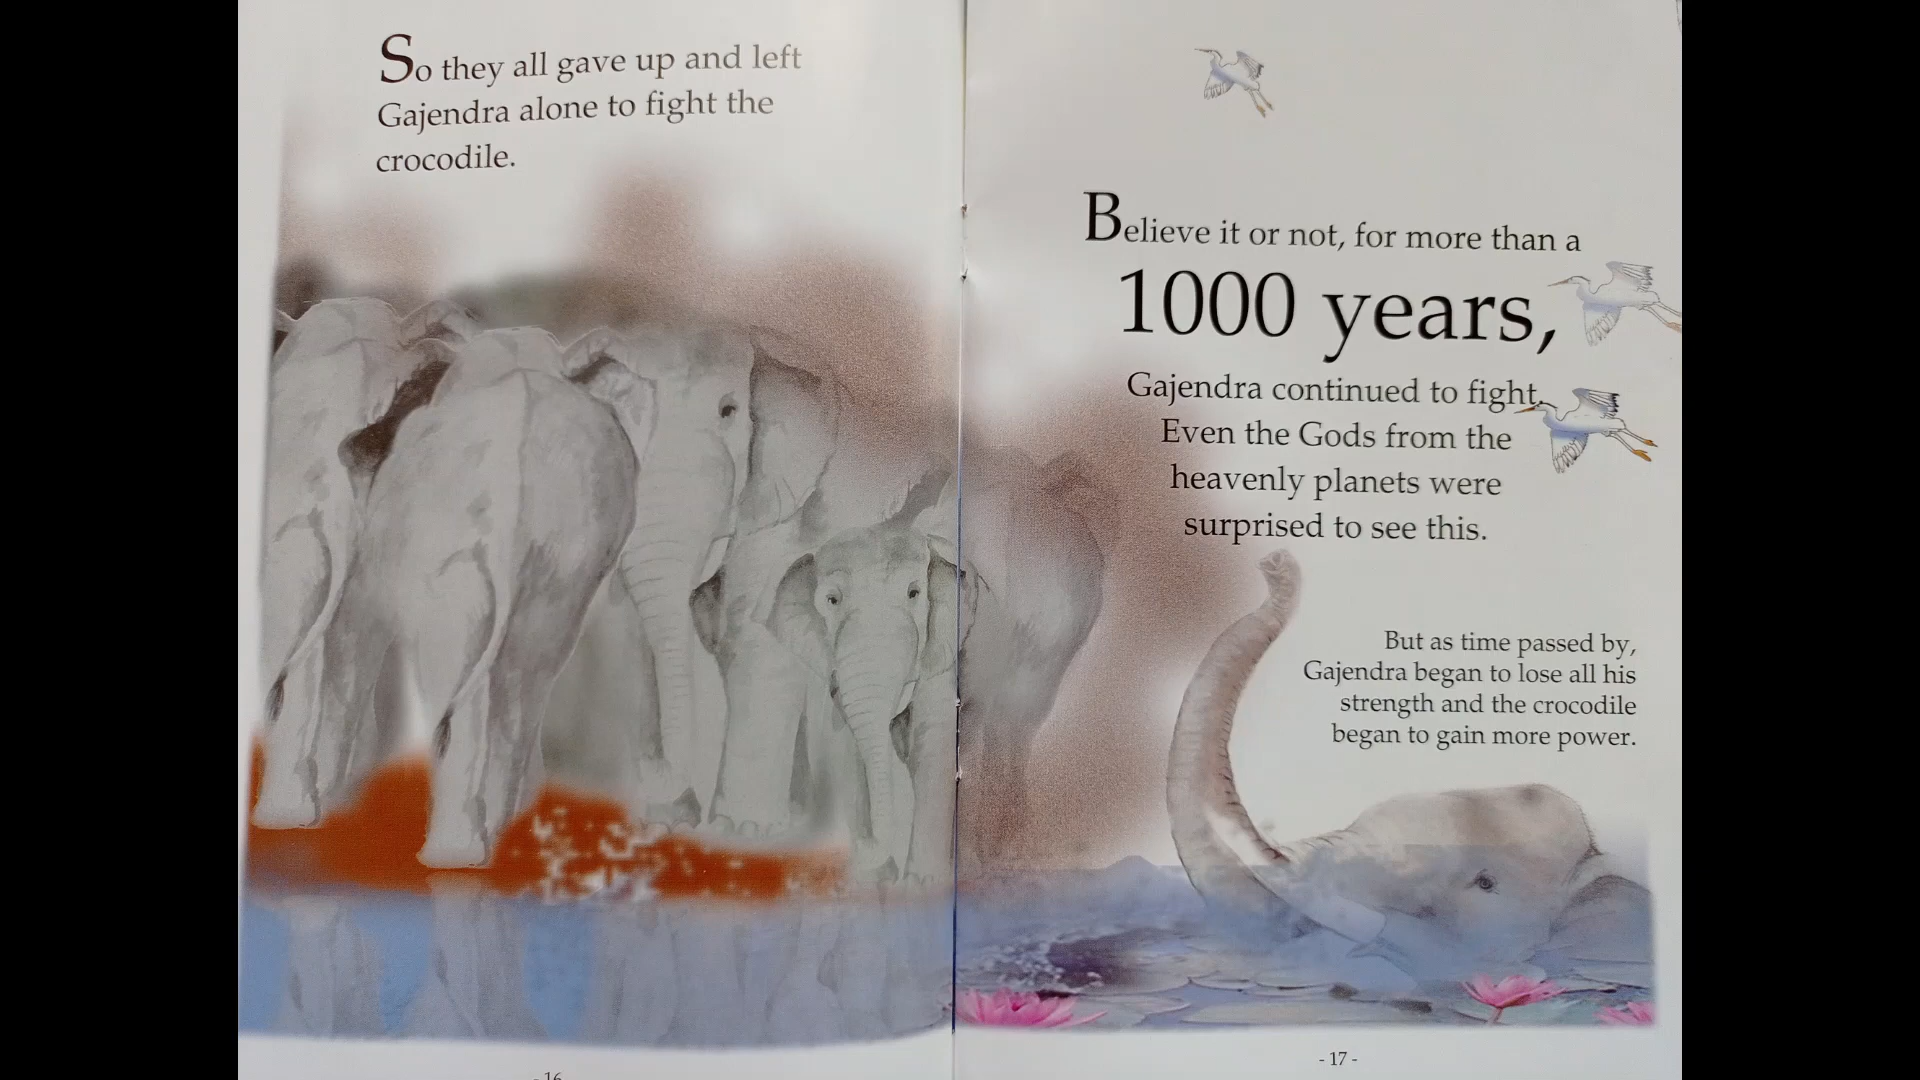 So they all gave up and left
Gajendra alone to fight the
crocodile.
- 16
Believe it or not, for more than a
1000 years,
Gajendra continued to fight.
Even the Gods from the
heavenly planets were
surprised to see this.
But as time passed by,
Gajendra began to lose all his
strength and the crocodile
began to gain more power.
- 17 -